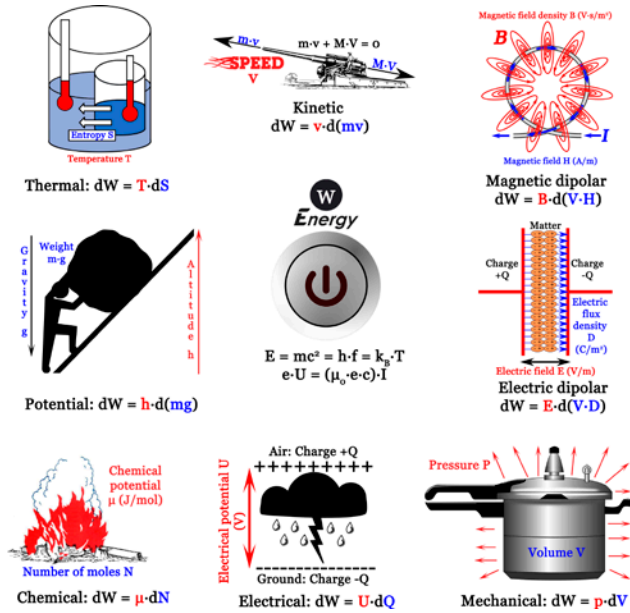 Entropy S
Temperature T
Thermal: dW = T·dS
m·v
m·v + M·V = 0
SPEED
v
M·V
Kinetic
dW = v·d(mv)
Magnetic field density B (V·s/m²)
B
I
Magnetic field H (A/m)
Magnetic dipolar
dW = B·d(V·H)
Gravity g
Weight
m·g
Altitude h
Potential: dW = h·d(mg)
W
Energy
E = mc² = h·f = k_B·T
e·U = (μ₀·e·c)·I
Matter
Charge
+Q
Charge
-Q
Electric
flux
density
D
(C/m²)
Electric field E (V/m)
Electric dipolar
dW = E·d(V·D)
Chemical
potential
μ (J/mol)
Number of moles N
Chemical: dW = μ·dN
Air: Charge +Q
+ + + + + + + + + +
Electrical potential U
(V)
Ground: Charge -Q
Electrical: dW = U·dQ
Pressure P
Volume V
Mechanical: dW = p·dV